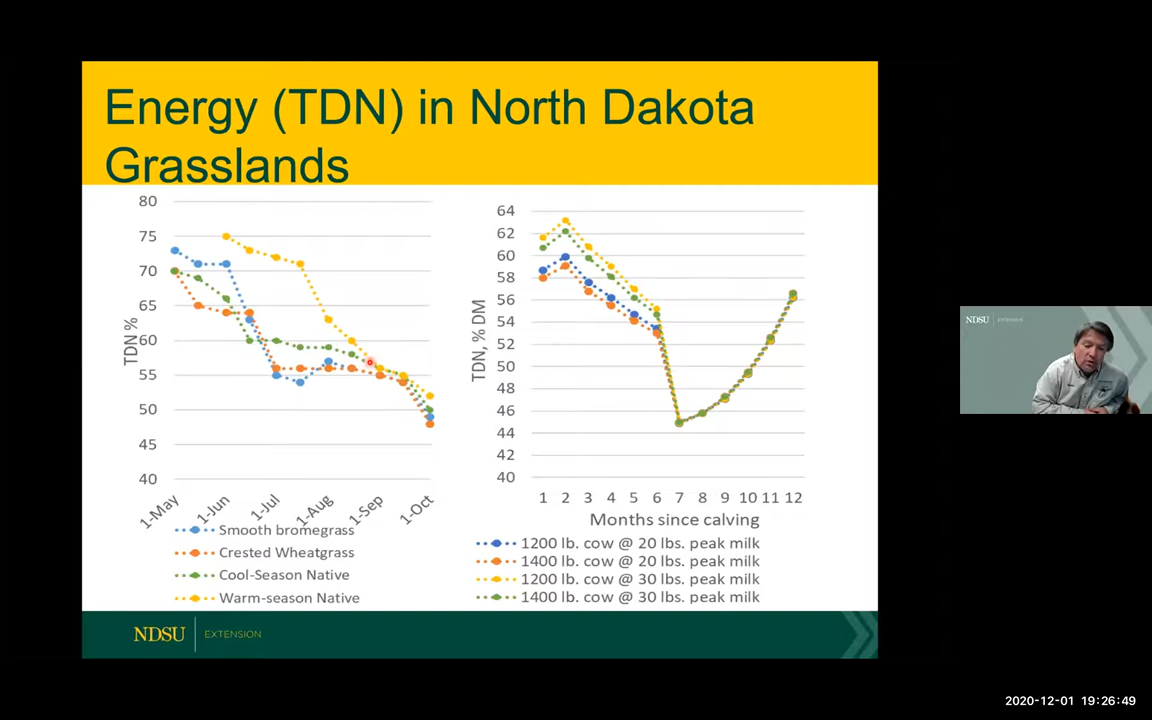 Energy (TDN) in North Dakota
Grasslands
80
75
70
65
60
55
50
45
40
TDN %
1-May
1-Jun
1-Jul
1-Aug
1-Sep
1-Oct
Smooth bromegrass
Crested Wheatgrass
Cool-Season Native
Warm-season Native
64
62
60
58
56
54
52
50
48
46
44
42
40
TDN, % DM
1 2 3 4 5 6 7 8 9 10 11 12
Months since calving
1200 lb. cow @ 20 lbs. peak milk
1400 lb. cow @ 20 lbs. peak milk
1200 lb. cow @ 30 lbs. peak milk
1400 lb. cow @ 30 lbs. peak milk
NDSU EXTENSION
NDSU EXTENSION
2020-12-01 19:26:49